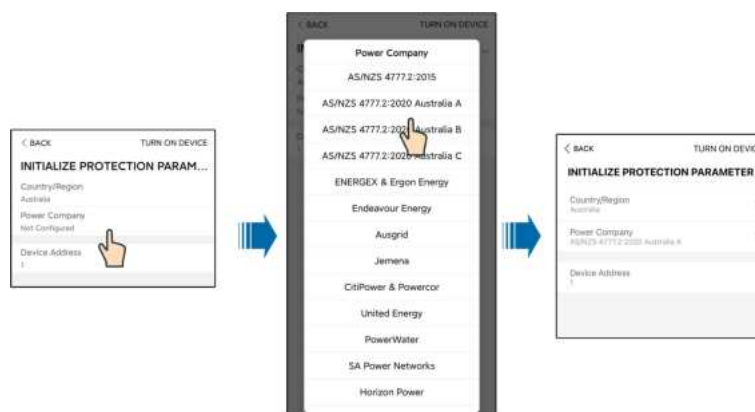 < BACK TURN ON DEVICE
INITIALIZE PROTECTION PARAM...
Country/Region
Australia
Power Company
Not Configured
Device Address
1
< BACK TURN ON DEVICE
Power Company
AS/NZS 4777.2:2015
AS/NZS 4777.2:2020 Australia A
AS/NZS 4777.2:202 Australia B
AS/NZS 4777.2:2020 Australia C
ENERGEX & Ergon Energy
Endeavour Energy
Ausgrid
Jemena
CitiPower & Powercor
United Energy
PowerWater
SA Power Networks
Horizon Power
< BACK TURN ON DEVIC
INITIALIZE PROTECTION PARAMETER
Country/Region
Australia
Power Company
AS/NZS 4777.2:2020 Australia A
Device Address
1